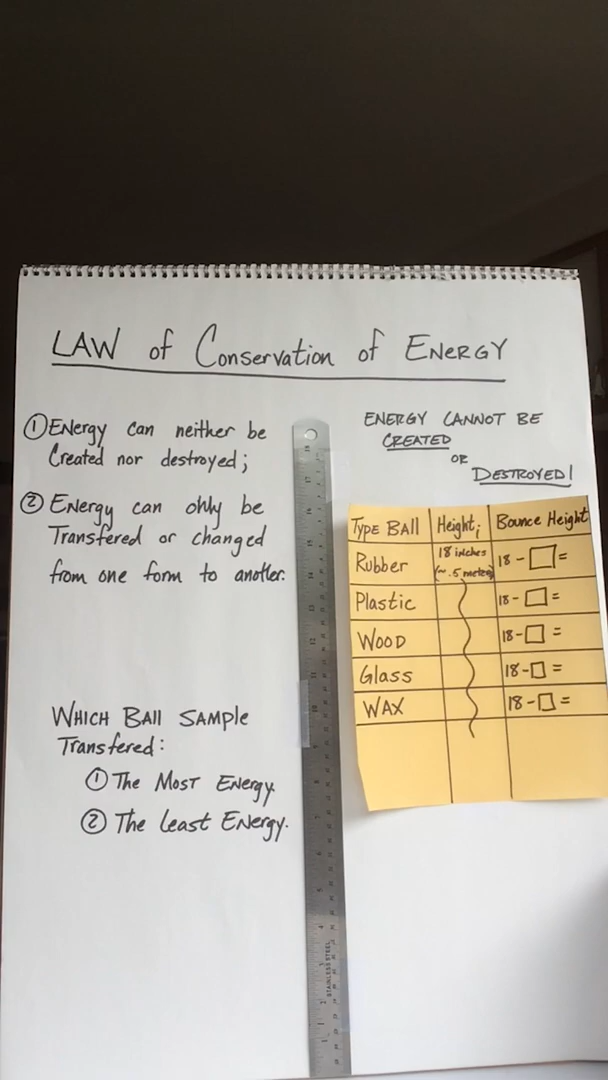 LAW of Conservation of ENERGY
① ENergy can neither be
Created nor destroyed;
② Energy can only be
Transfered or changed
from one form to another.
WHICH BALL SAMPLE
Transfered:
① The Most Energy.
② The Least Energy.
ENERGY CANNOT BE
CREATED
OR
DESTROYED!
TYPE BALL Height; Bounce Height
Rubber 18 inches (~.5 meters) 18 - □ =
Plastic 18 - □ =
WOOD 18 - □ =
Glass 18 - □ =
WAX 18 - □ =
STAINLESS STEEL